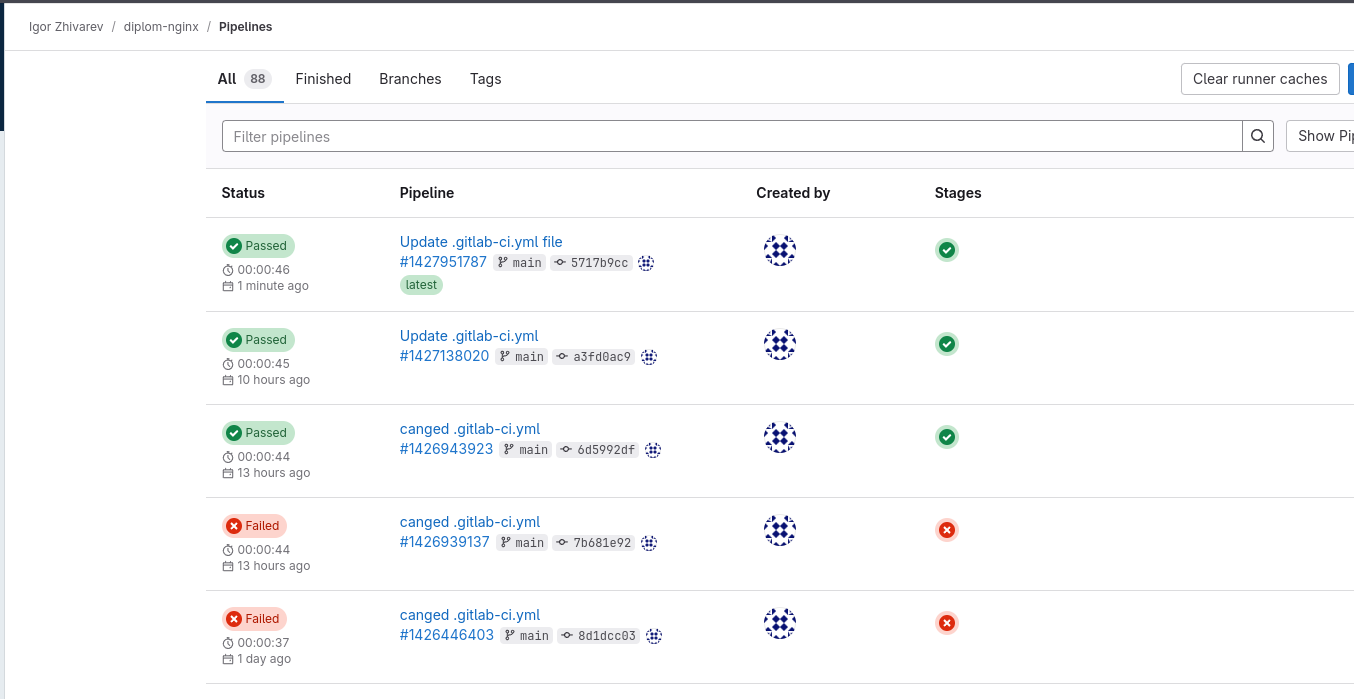 Igor Zhivarev / diplom-nginx / Pipelines
All 88 Finished Branches Tags
Clear runner caches
Filter pipelines
Show Pip
Status Pipeline Created by Stages
Passed
00:00:46
1 minute ago
Update .gitlab-ci.yml file
#1427951787 main 5717b9cc
latest
Passed
00:00:45
10 hours ago
Update .gitlab-ci.yml
#1427138020 main a3fd0ac9
Passed
00:00:44
13 hours ago
canged .gitlab-ci.yml
#1426943923 main 6d5992df
Failed
00:00:44
13 hours ago
canged .gitlab-ci.yml
#1426939137 main 7b681e92
Failed
00:00:37
1 day ago
canged .gitlab-ci.yml
#1426446403 main 8d1dcc03